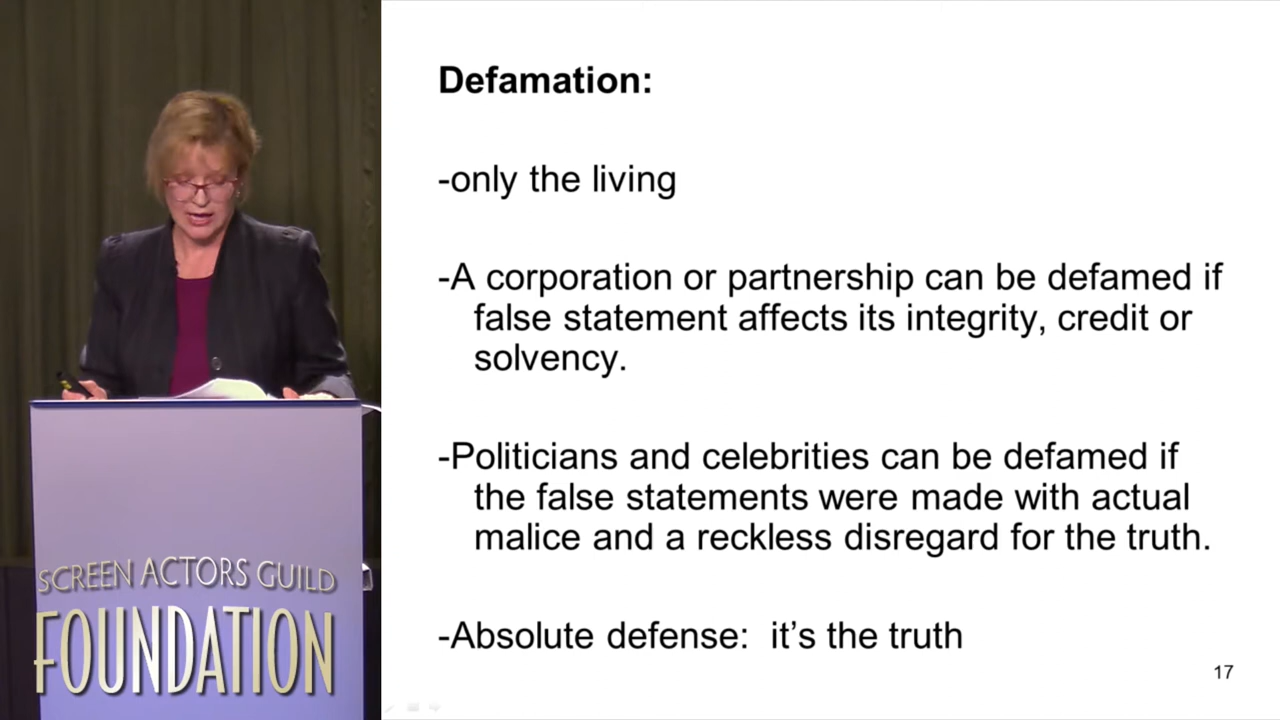 Defamation:
-only the living
-A corporation or partnership can be defamed if
false statement affects its integrity, credit or
solvency.
-Politicians and celebrities can be defamed if
the false statements were made with actual
malice and a reckless disregard for the truth.
-Absolute defense:  it's the truth
17
SCREEN ACTORS GUILD
FOUNDATION